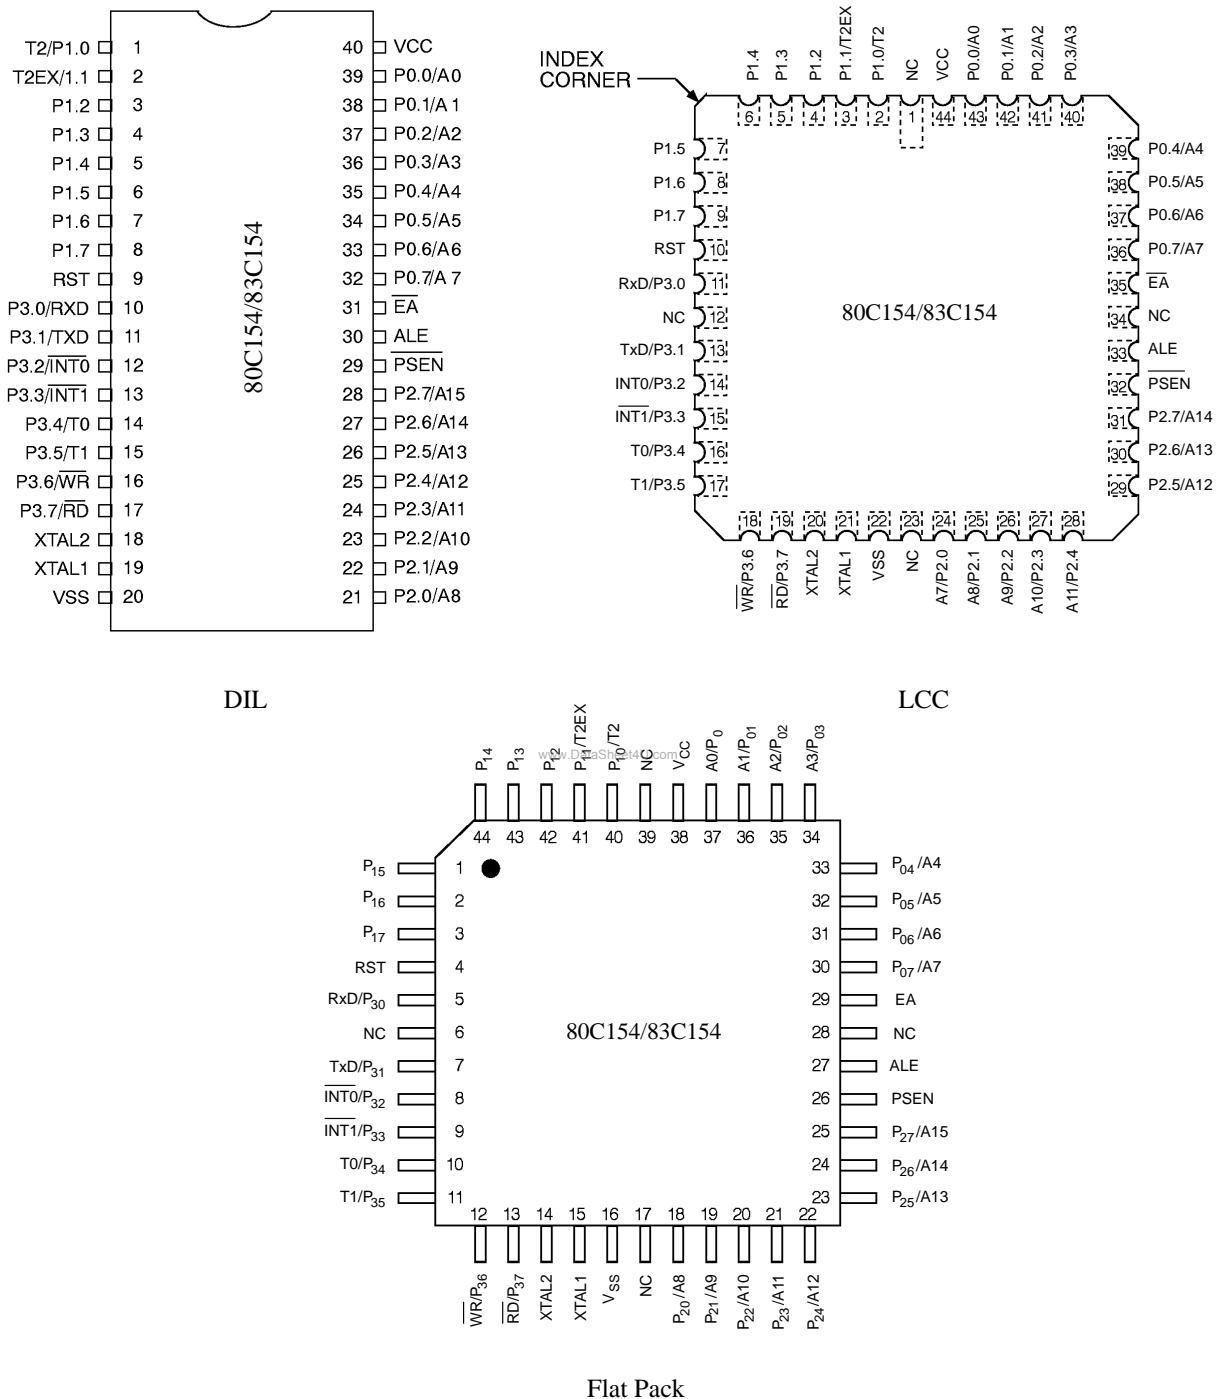 T2/P1.0 1 40 VCC
T2EX/1.1 2 39 P0.0/A0
P1.2 3 38 P0.1/A 1
P1.3 4 37 P0.2/A2
P1.4 5 36 P0.3/A3
P1.5 6 35 P0.4/A4
P1.6 7 34 P0.5/A5
P1.7 8 33 P0.6/A6
RST 9 32 P0.7/A 7
P3.0/RXD 10 31 EA
P3.1/TXD 11 30 ALE
P3.2/INT0 12 29 PSEN
P3.3/INT1 13 28 P2.7/A15
P3.4/T0 14 27 P2.6/A14
P3.5/T1 15 26 P2.5/A13
P3.6/WR 16 25 P2.4/A12
P3.7/RD 17 24 P2.3/A11
XTAL2 18 23 P2.2/A10
XTAL1 19 22 P2.1/A9
VSS 20 21 P2.0/A8
80C154/83C154
DIL
INDEX
CORNER
P1.4 P1.3 P1.2 P1.1/T2EX P1.0/T2 NC VCC P0.0/A0 P0.1/A1 P0.2/A2 P0.3/A3
6 5 4 3 2 1 44 43 42 41 40
P1.5 7 39 P0.4/A4
P1.6 8 38 P0.5/A5
P1.7 9 37 P0.6/A6
RST 10 36 P0.7/A7
RxD/P3.0 11 35 EA
NC 12 34 NC
80C154/83C154
TxD/P3.1 13 33 ALE
INT0/P3.2 14 32 PSEN
INT1/P3.3 15 31 P2.7/A14
T0/P3.4 16 30 P2.6/A13
T1/P3.5 17 29 P2.5/A12
18 19 20 21 22 23 24 25 26 27 28
WR/P3.6 RD/P3.7 XTAL2 XTAL1 VSS NC A7/P2.0 A8/P2.1 A9/P2.2 A10/P2.3 A11/P2.4
LCC
P14 P13 P12 P11/T2EX P10/T2 NC VCC A0/P0 A1/P01 A2/P02 A3/P03
www.DataSheet4U.com
44 43 42 41 40 39 38 37 36 35 34
P15 1 33 P04/A4
P16 2 32 P05/A5
P17 3 31 P06/A6
RST 4 30 P07/A7
RxD/P30 5 29 EA
NC 6 80C154/83C154 28 NC
TxD/P31 7 27 ALE
INT0/P32 8 26 PSEN
INT1/P33 9 25 P27/A15
T0/P34 10 24 P26/A14
T1/P35 11 23 P25/A13
12 13 14 15 16 17 18 19 20 21 22
WR/P36 RD/P37 XTAL2 XTAL1 VSS NC P20/A8 P21/A9 P22/A10 P23/A11 P24/A12
Flat Pack